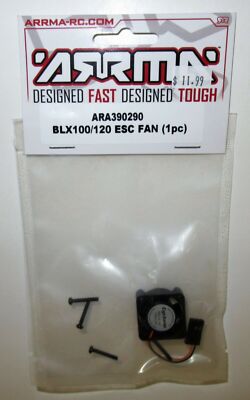 ARRMA-RC.COM
ARRMA
$ 11.99
DESIGNED FAST DESIGNED TOUGH
ARA390290
BLX100/120 ESC FAN (1pc)